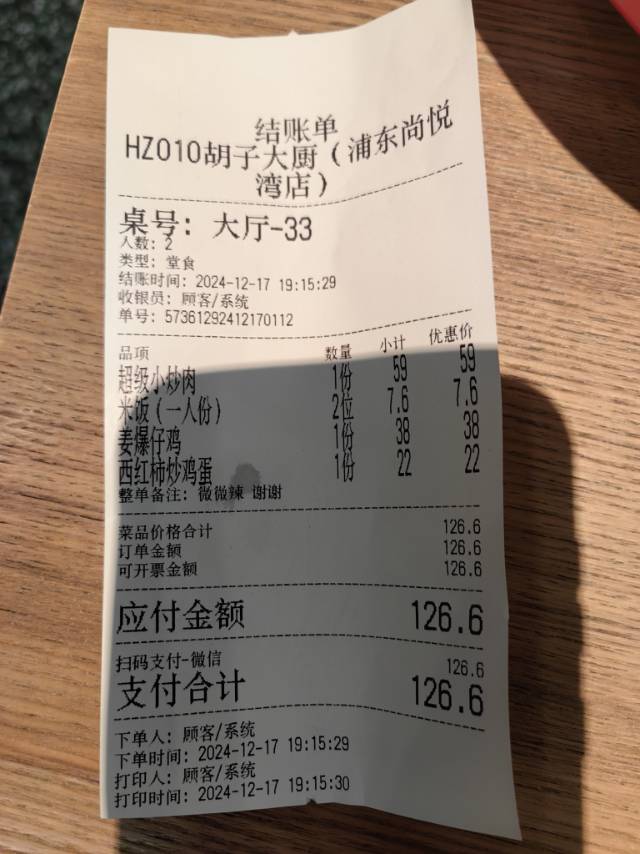 结账单
HZ010胡子大厨（浦东尚悦
湾店）
桌号：大厅-33
人数：2
类型：堂食
结账时间：2024-12-17 19:15:29
收银员：顾客/系统
单号：57361292412170112
品项 数量 小计 优惠价
超级小炒肉 1份 59 59
米饭（一人份） 2位 7.6 7.6
姜爆仔鸡 1份 38 38
西红柿炒鸡蛋 1份 22 22
整单备注：微微辣 谢谢
菜品价格合计 126.6
订单金额 126.6
可开票金额 126.6
应付金额 126.6
扫码支付-微信 126.6
支付合计 126.6
下单人：顾客/系统
下单时间：2024-12-17 19:15:29
打印人：顾客/系统
打印时间：2024-12-17 19:15:30